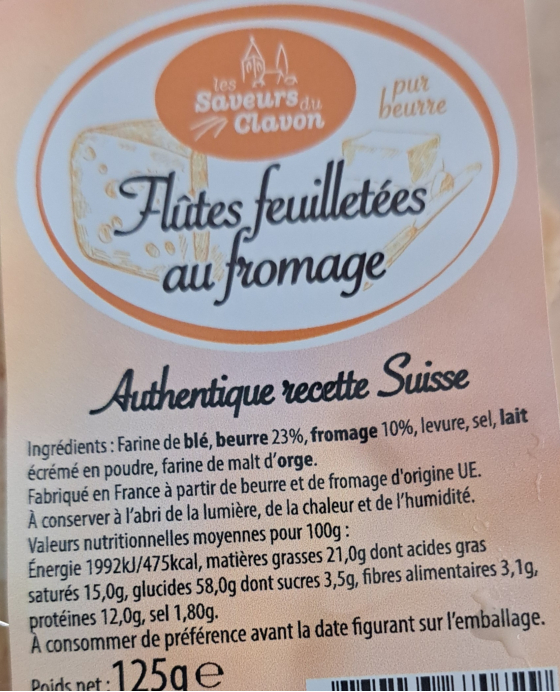 les
Saveurs du
Clavon
pur
beurre
Flûtes feuilletées
au fromage
Authentique recette Suisse
Ingrédients : Farine de blé, beurre 23%, fromage 10%, levure, sel, lait
écrémé en poudre, farine de malt d'orge.
Fabriqué en France à partir de beurre et de fromage d'origine UE.
À conserver à l'abri de la lumière, de la chaleur et de l'humidité.
Valeurs nutritionnelles moyennes pour 100g :
Énergie 1992kJ/475kcal, matières grasses 21,0g dont acides gras
saturés 15,0g, glucides 58,0g dont sucres 3,5g, fibres alimentaires 3,1g,
protéines 12,0g, sel 1,80g.
À consommer de préférence avant la date figurant sur l'emballage.
Poids net : 125g e